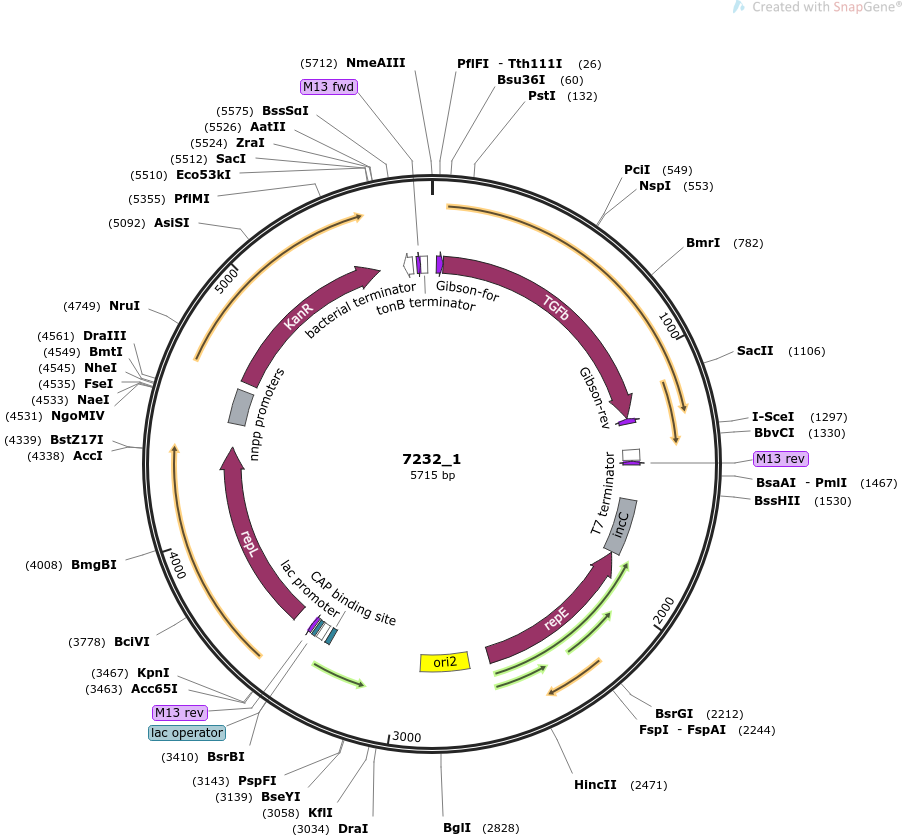 Created with SnapGene®
(5712) NmeAIII
M13 fwd
(5575) BssSαI
(5526) AatII
(5524) ZraI
(5512) SacI
(5510) Eco53kI
(5355) PflMI
(5092) AsiSI
(4749) NruI
(4561) DraIII
(4549) BmtI
(4545) NheI
(4535) FseI
(4533) NaeI
(4531) NgoMIV
(4339) BstZ17I
(4338) AccI
(4008) BmgBI
(3778) BciVI
(3467) KpnI
(3463) Acc65I
M13 rev
lac operator
(3410) BsrBI
(3143) PspFI
(3139) BseYI
(3058) KflI
(3034) DraI
PflFI - Tth111I (26)
Bsu36I (60)
PstI (132)
PciI (549)
NspI (553)
BmrI (782)
SacII (1106)
I-SceI (1297)
BbvCI (1330)
M13 rev
BsaAI - PmlI (1467)
BssHII (1530)
BsrGI (2212)
FspI - FspAI (2244)
HincII (2471)
BglI (2828)
1000
2000
3000
4000
5000
KanR
bacterial terminator
tonB terminator
Gibson-for
TGFb
Gibson-rev
T7 terminator
incC
repE
ori2
CAP binding site
lac promoter
repL
nnpp promoters
7232_1
5715 bp